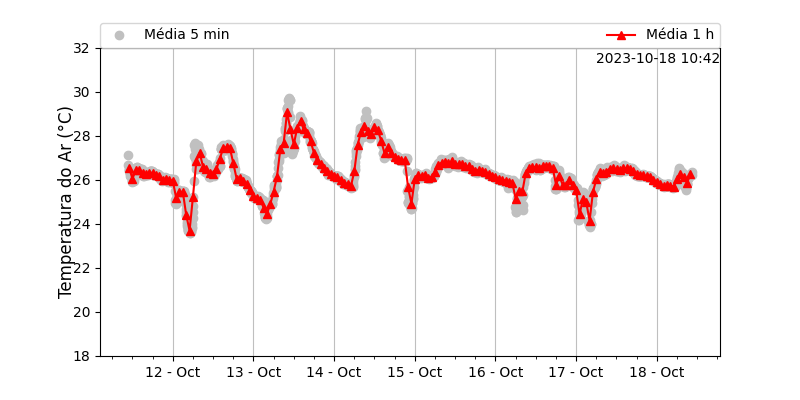 Média 5 min
Média 1 h
2023-10-18 10:42
Temperatura do Ar (°C)
32
30
28
26
24
22
20
18
12 - Oct
13 - Oct
14 - Oct
15 - Oct
16 - Oct
17 - Oct
18 - Oct